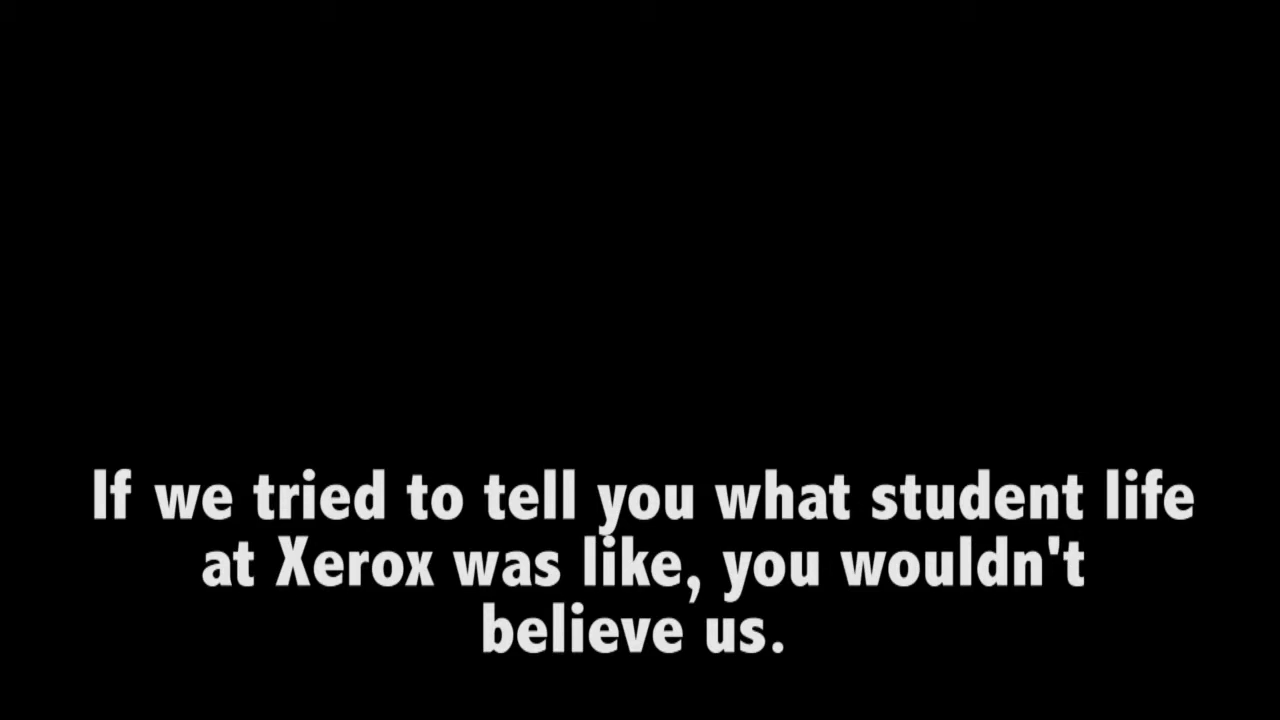 If we tried to tell you what student life
at Xerox was like, you wouldn't
believe us.